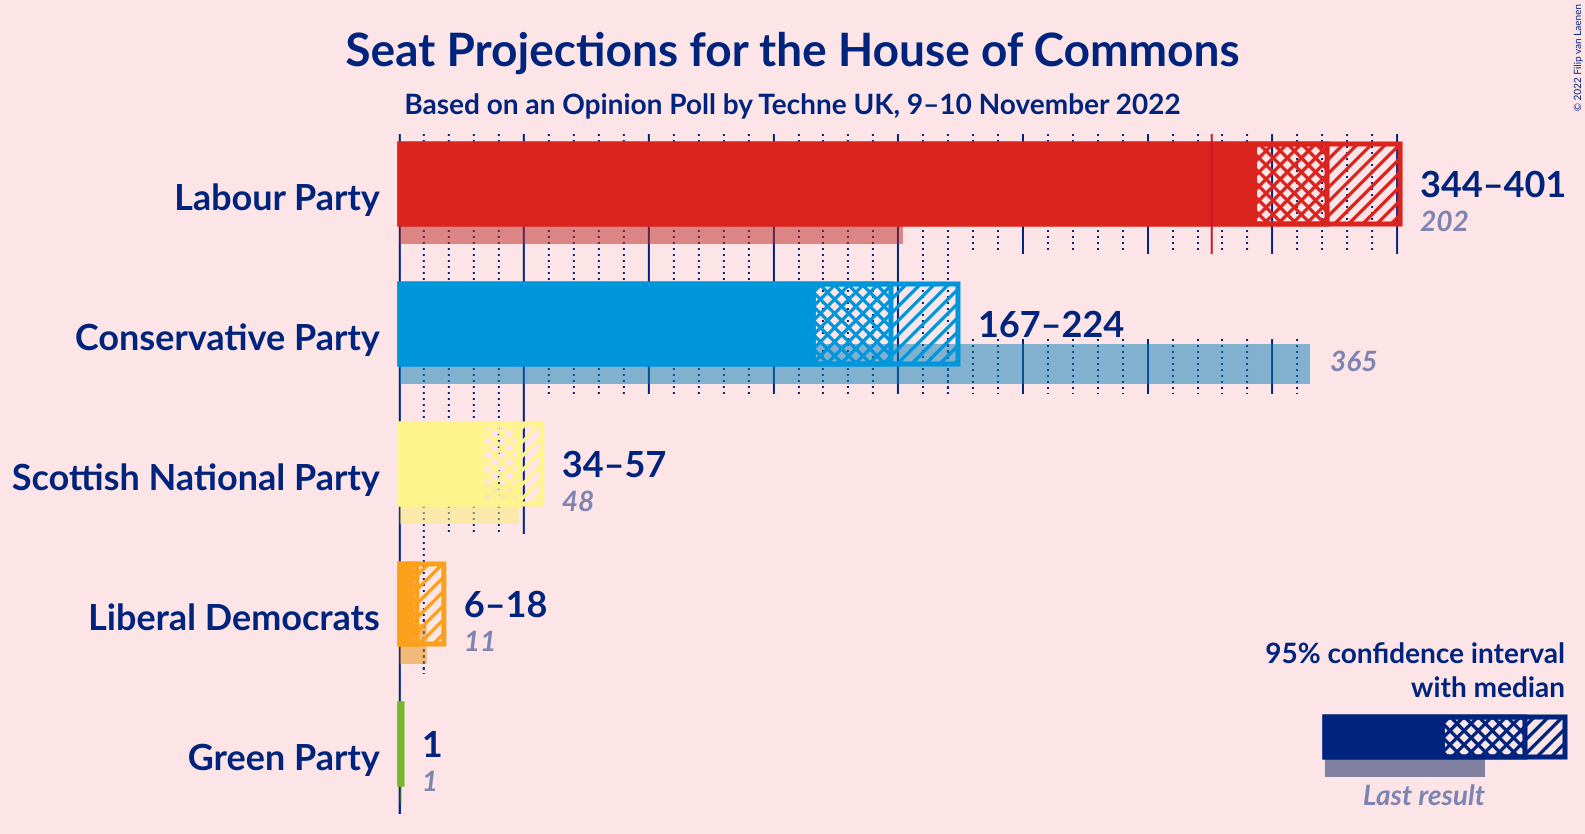 Seat Projections for the House of Commons
Based on an Opinion Poll by Techne UK, 9–10 November 2022
© 2022 Filip van Laenen
Labour Party
344–401
202
Conservative Party
167–224
365
Scottish National Party
34–57
48
Liberal Democrats
6–18
11
Green Party
1
1
95% confidence interval
with median
Last result